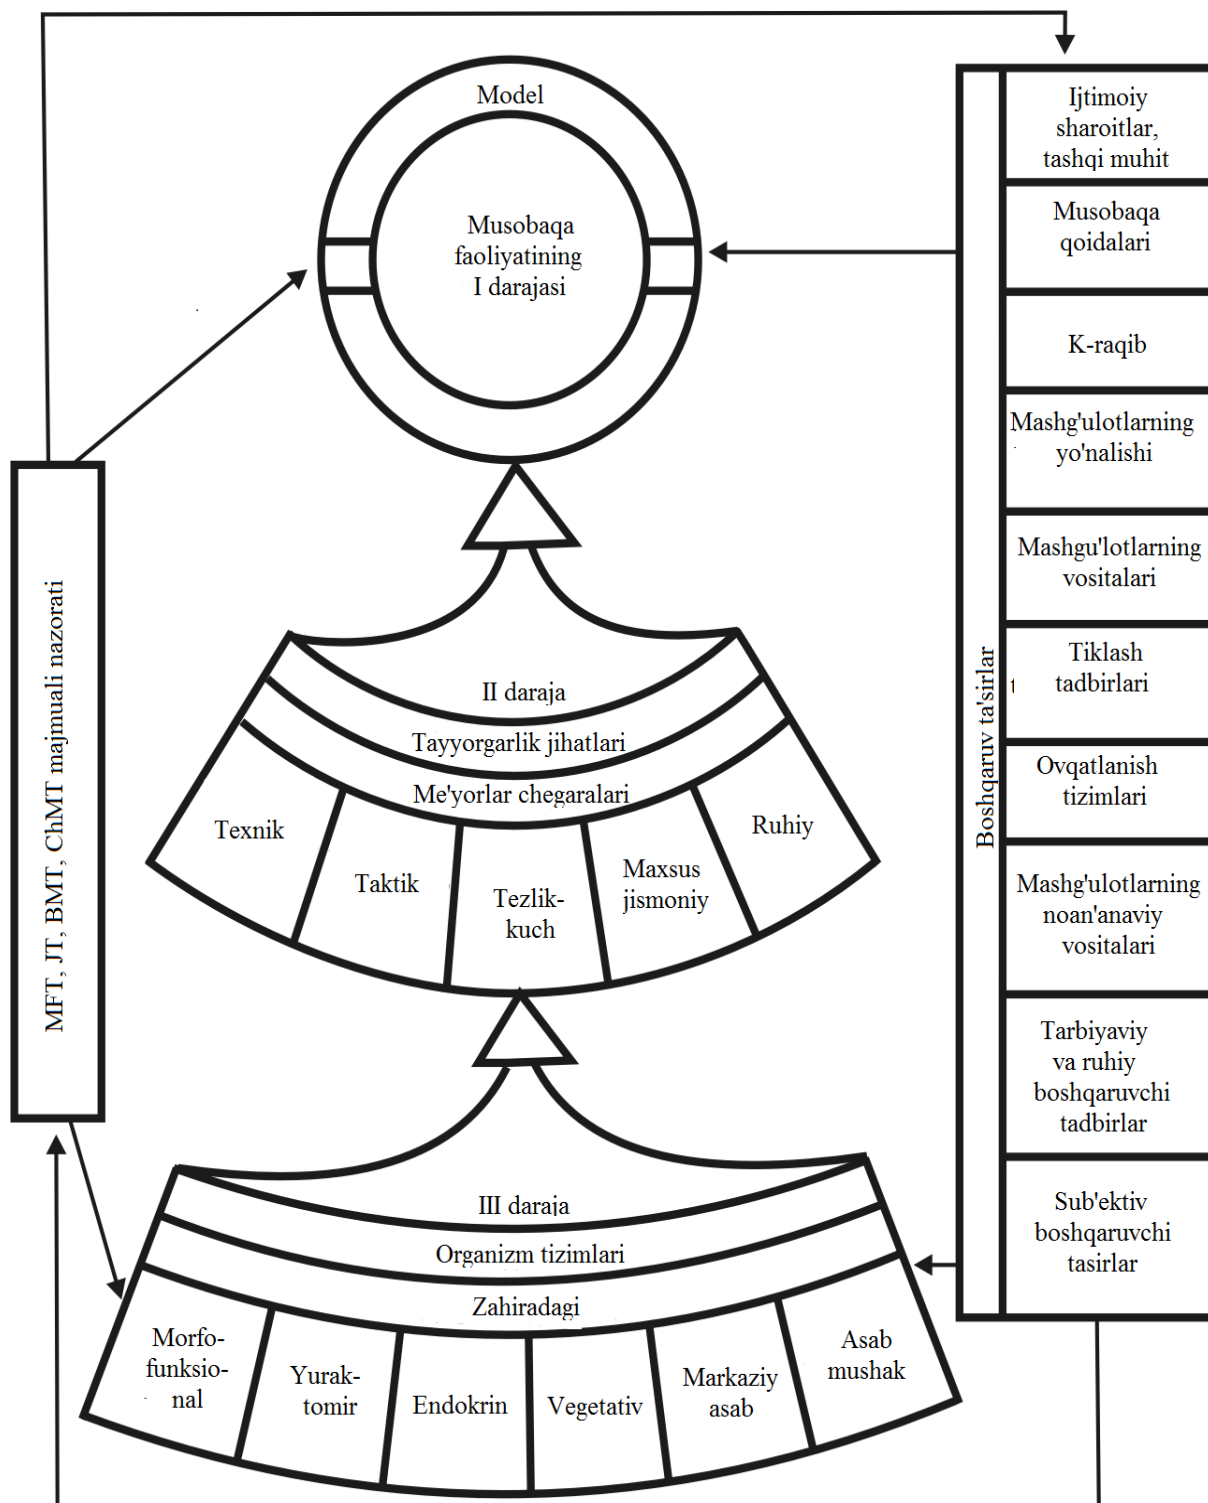 Model
Musobaqa
faoliyatining
I darajasi
MFT, JT, BMT, ChMT majmuali nazorati
II daraja
Tayyorgarlik jihatlari
Me'yorlar chegaralari
Texnik
Taktik
Tezlik-
kuch
Maxsus
jismoniy
Ruhiy
III daraja
Organizm tizimlari
Zahiradagi
Morfo-
funksio-
nal
Yurak-
tomir
Endokrin
Vegetativ
Markaziy
asab
Asab
mushak
Boshqaruv ta'sirlar
Ijtimoiy
sharoitlar,
tashqi muhit
Musobaqa
qoidalari
K-raqib
Mashg'ulotlarning
yo'nalishi
Mashgu'lotlarning
vositalari
Tiklash
tadbirlari
Ovqatlanish
tizimlari
Mashg'ulotlarning
noan'anaviy
vositalari
Tarbiyaviy
va ruhiy
boshqaruvchi
tadbirlar
Sub'ektiv
boshqaruvchi
tasirlar